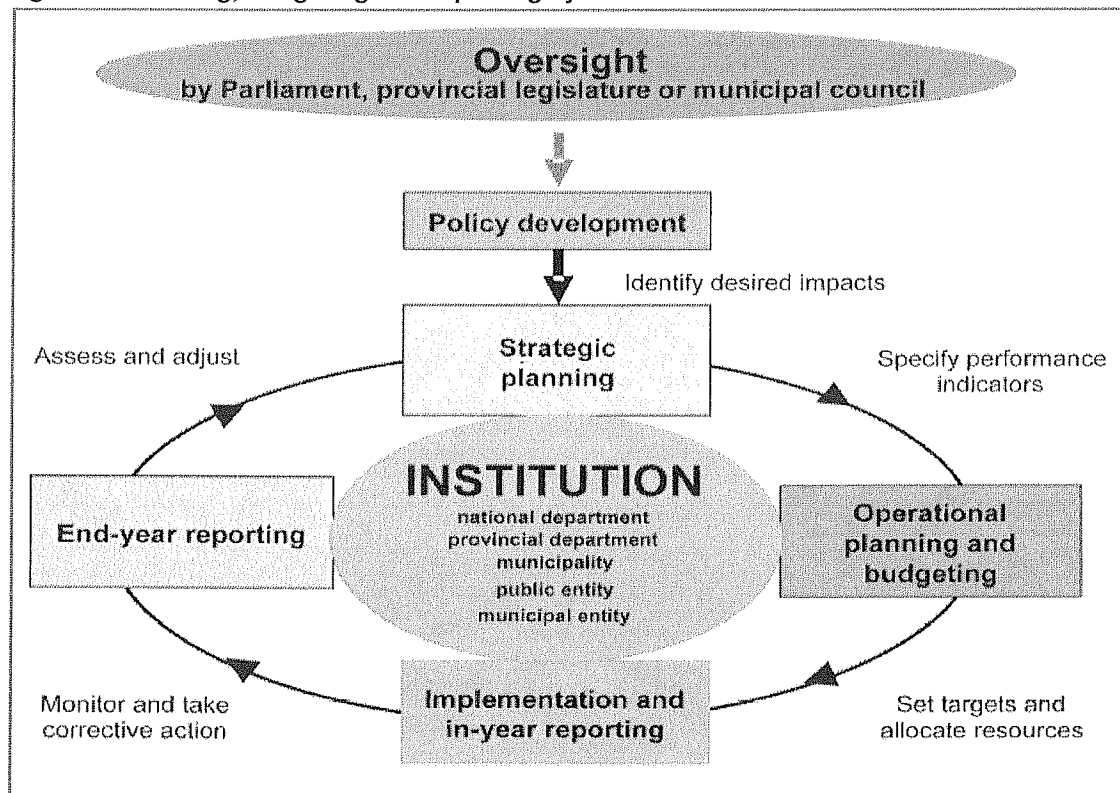 Oversight
by Parliament, provincial legislature or municipal council
Policy development
Identify desired impacts
Strategic
planning
Assess and adjust
Specify performance
indicators
INSTITUTION
national department
provincial department
municipality
public entity
municipal entity
End-year reporting
Operational
planning and
budgeting
Implementation and
in-year reporting
Monitor and take
corrective action
Set targets and
allocate resources